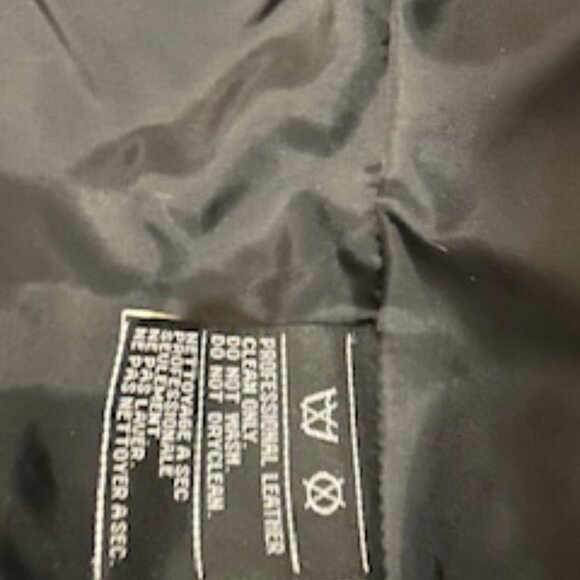 PROFESSIONAL LEATHER
CLEAN ONLY.
DO NOT WASH.
DO NOT DRYCLEAN.
NETTOYAGE A SEC
PROFESSIONALE
SEULEMENT.
NE PAS LAVER.
NE PAS NETTOYER A SEC.